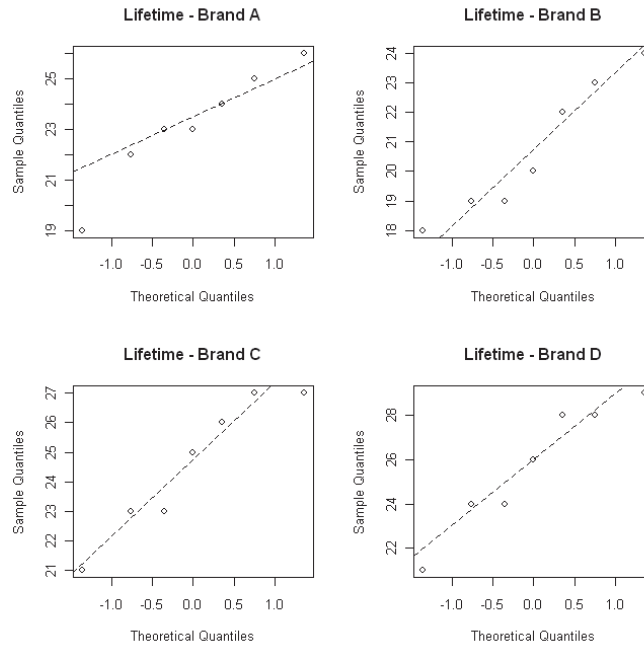 Lifetime - Brand A
Sample Quantiles
19 21 23 25
-1.0 -0.5 0.0 0.5 1.0
Theoretical Quantiles
Lifetime - Brand B
Sample Quantiles
18 19 20 21 22 23 24
-1.0 -0.5 0.0 0.5 1.0
Theoretical Quantiles
Lifetime - Brand C
Sample Quantiles
21 22 23 24 25 26 27
-1.0 -0.5 0.0 0.5 1.0
Theoretical Quantiles
Lifetime - Brand D
Sample Quantiles
22 24 26 28
-1.0 -0.5 0.0 0.5 1.0
Theoretical Quantiles